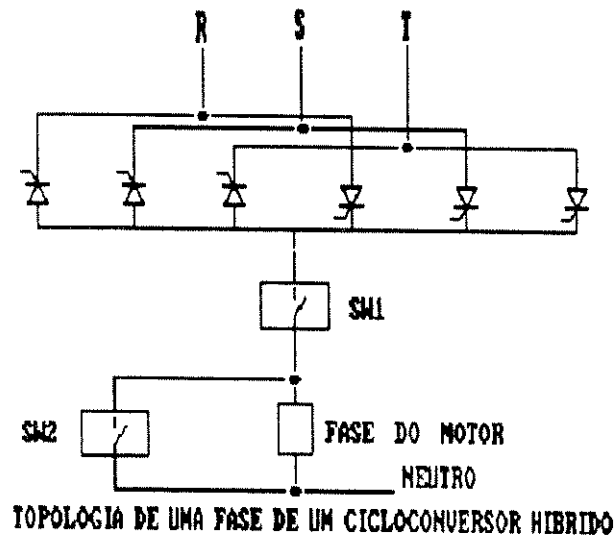 R S T
SW1
SW2
FASE DO MOTOR
NEUTRO
TOPOLOGIA DE UMA FASE DE UM CICLOCONVERSOR HIBRIDO